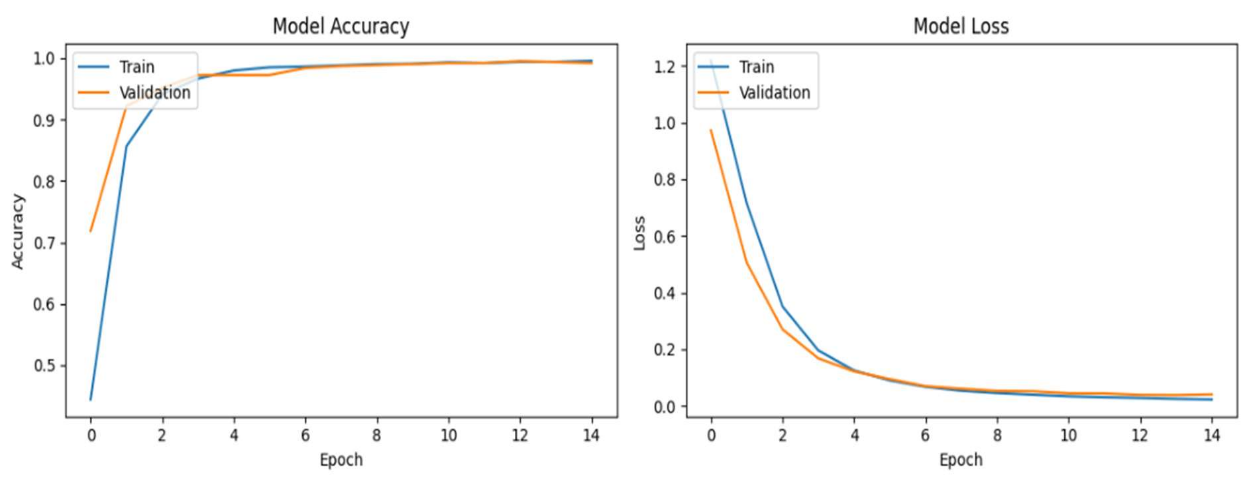 Model Accuracy
Train
Validation
1.0
0.9
0.8
0.7
0.6
0.5
Accuracy
0 2 4 6 8 10 12 14
Epoch
Model Loss
Train
Validation
1.2
1.0
0.8
0.6
0.4
0.2
0.0
Loss
0 2 4 6 8 10 12 14
Epoch